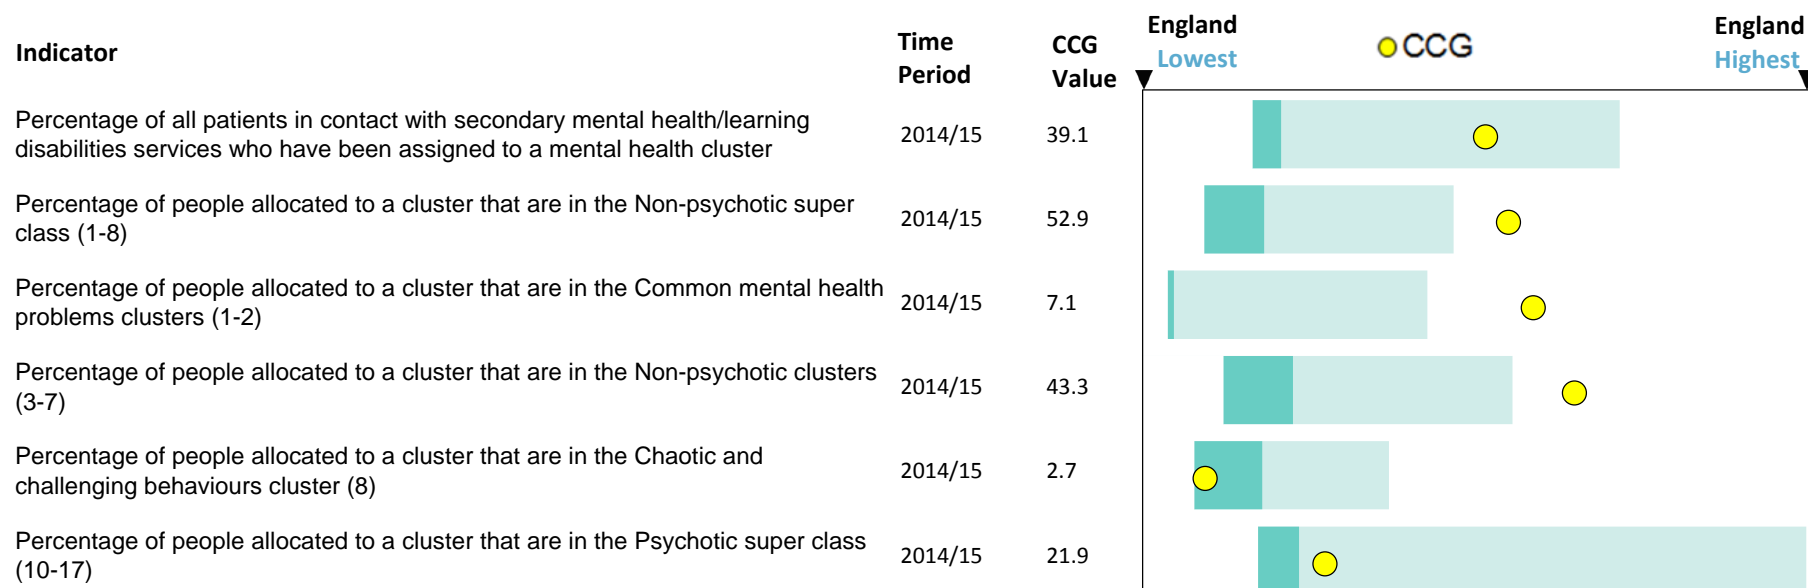 Indicator
Time Period
CCG Value
England Lowest
CCG
England Highest
Percentage of all patients in contact with secondary mental health/learning
disabilities services who have been assigned to a mental health cluster
2014/15
39.1
Percentage of people allocated to a cluster that are in the Non-psychotic super
class (1-8)
2014/15
52.9
Percentage of people allocated to a cluster that are in the Common mental health
problems clusters (1-2)
2014/15
7.1
Percentage of people allocated to a cluster that are in the Non-psychotic clusters
(3-7)
2014/15
43.3
Percentage of people allocated to a cluster that are in the Chaotic and
challenging behaviours cluster (8)
2014/15
2.7
Percentage of people allocated to a cluster that are in the Psychotic super class
(10-17)
2014/15
21.9